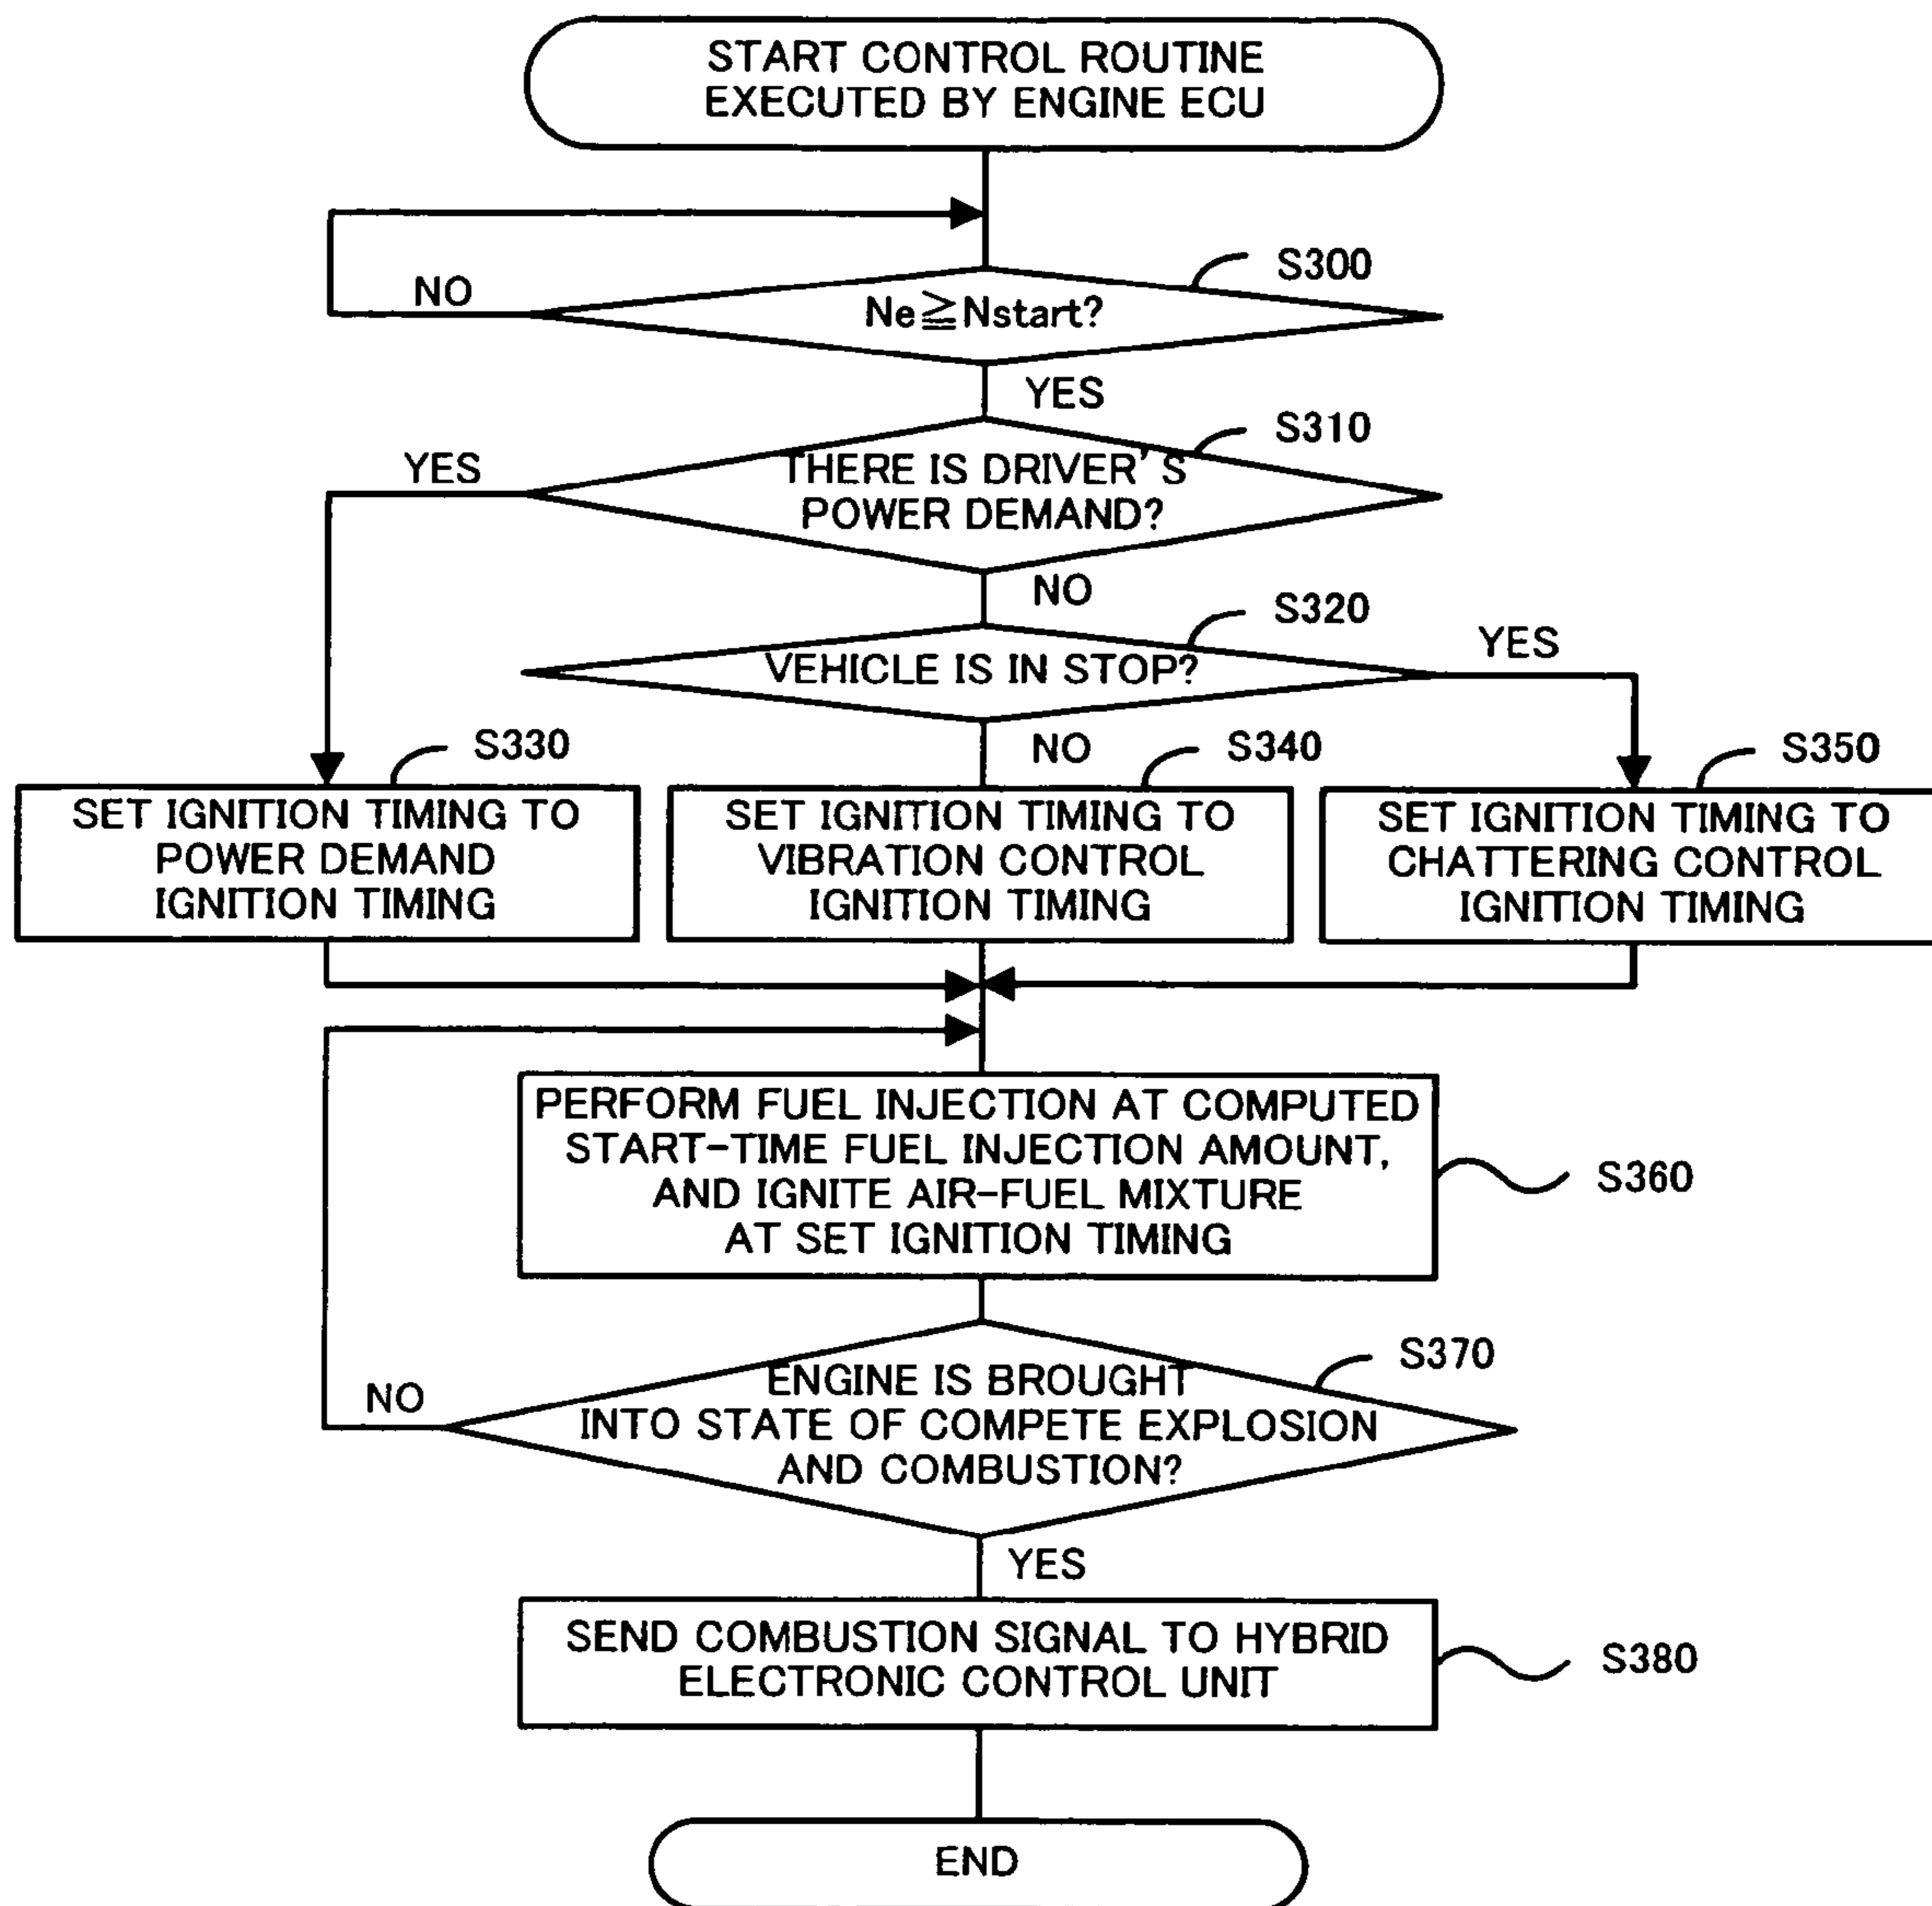 START CONTROL ROUTINE
EXECUTED BY ENGINE ECU
S300
NO
Ne≧Nstart?
YES
S310
YES
THERE IS DRIVER'S
POWER DEMAND?
NO
S320
YES
VEHICLE IS IN STOP?
S330
NO
S340
S350
SET IGNITION TIMING TO
POWER DEMAND
IGNITION TIMING
SET IGNITION TIMING TO
VIBRATION CONTROL
IGNITION TIMING
SET IGNITION TIMING TO
CHATTERING CONTROL
IGNITION TIMING
PERFORM FUEL INJECTION AT COMPUTED
START-TIME FUEL INJECTION AMOUNT,
AND IGNITE AIR-FUEL MIXTURE
AT SET IGNITION TIMING
S360
S370
NO
ENGINE IS BROUGHT
INTO STATE OF COMPETE EXPLOSION
AND COMBUSTION?
YES
SEND COMBUSTION SIGNAL TO HYBRID
ELECTRONIC CONTROL UNIT
S380
END